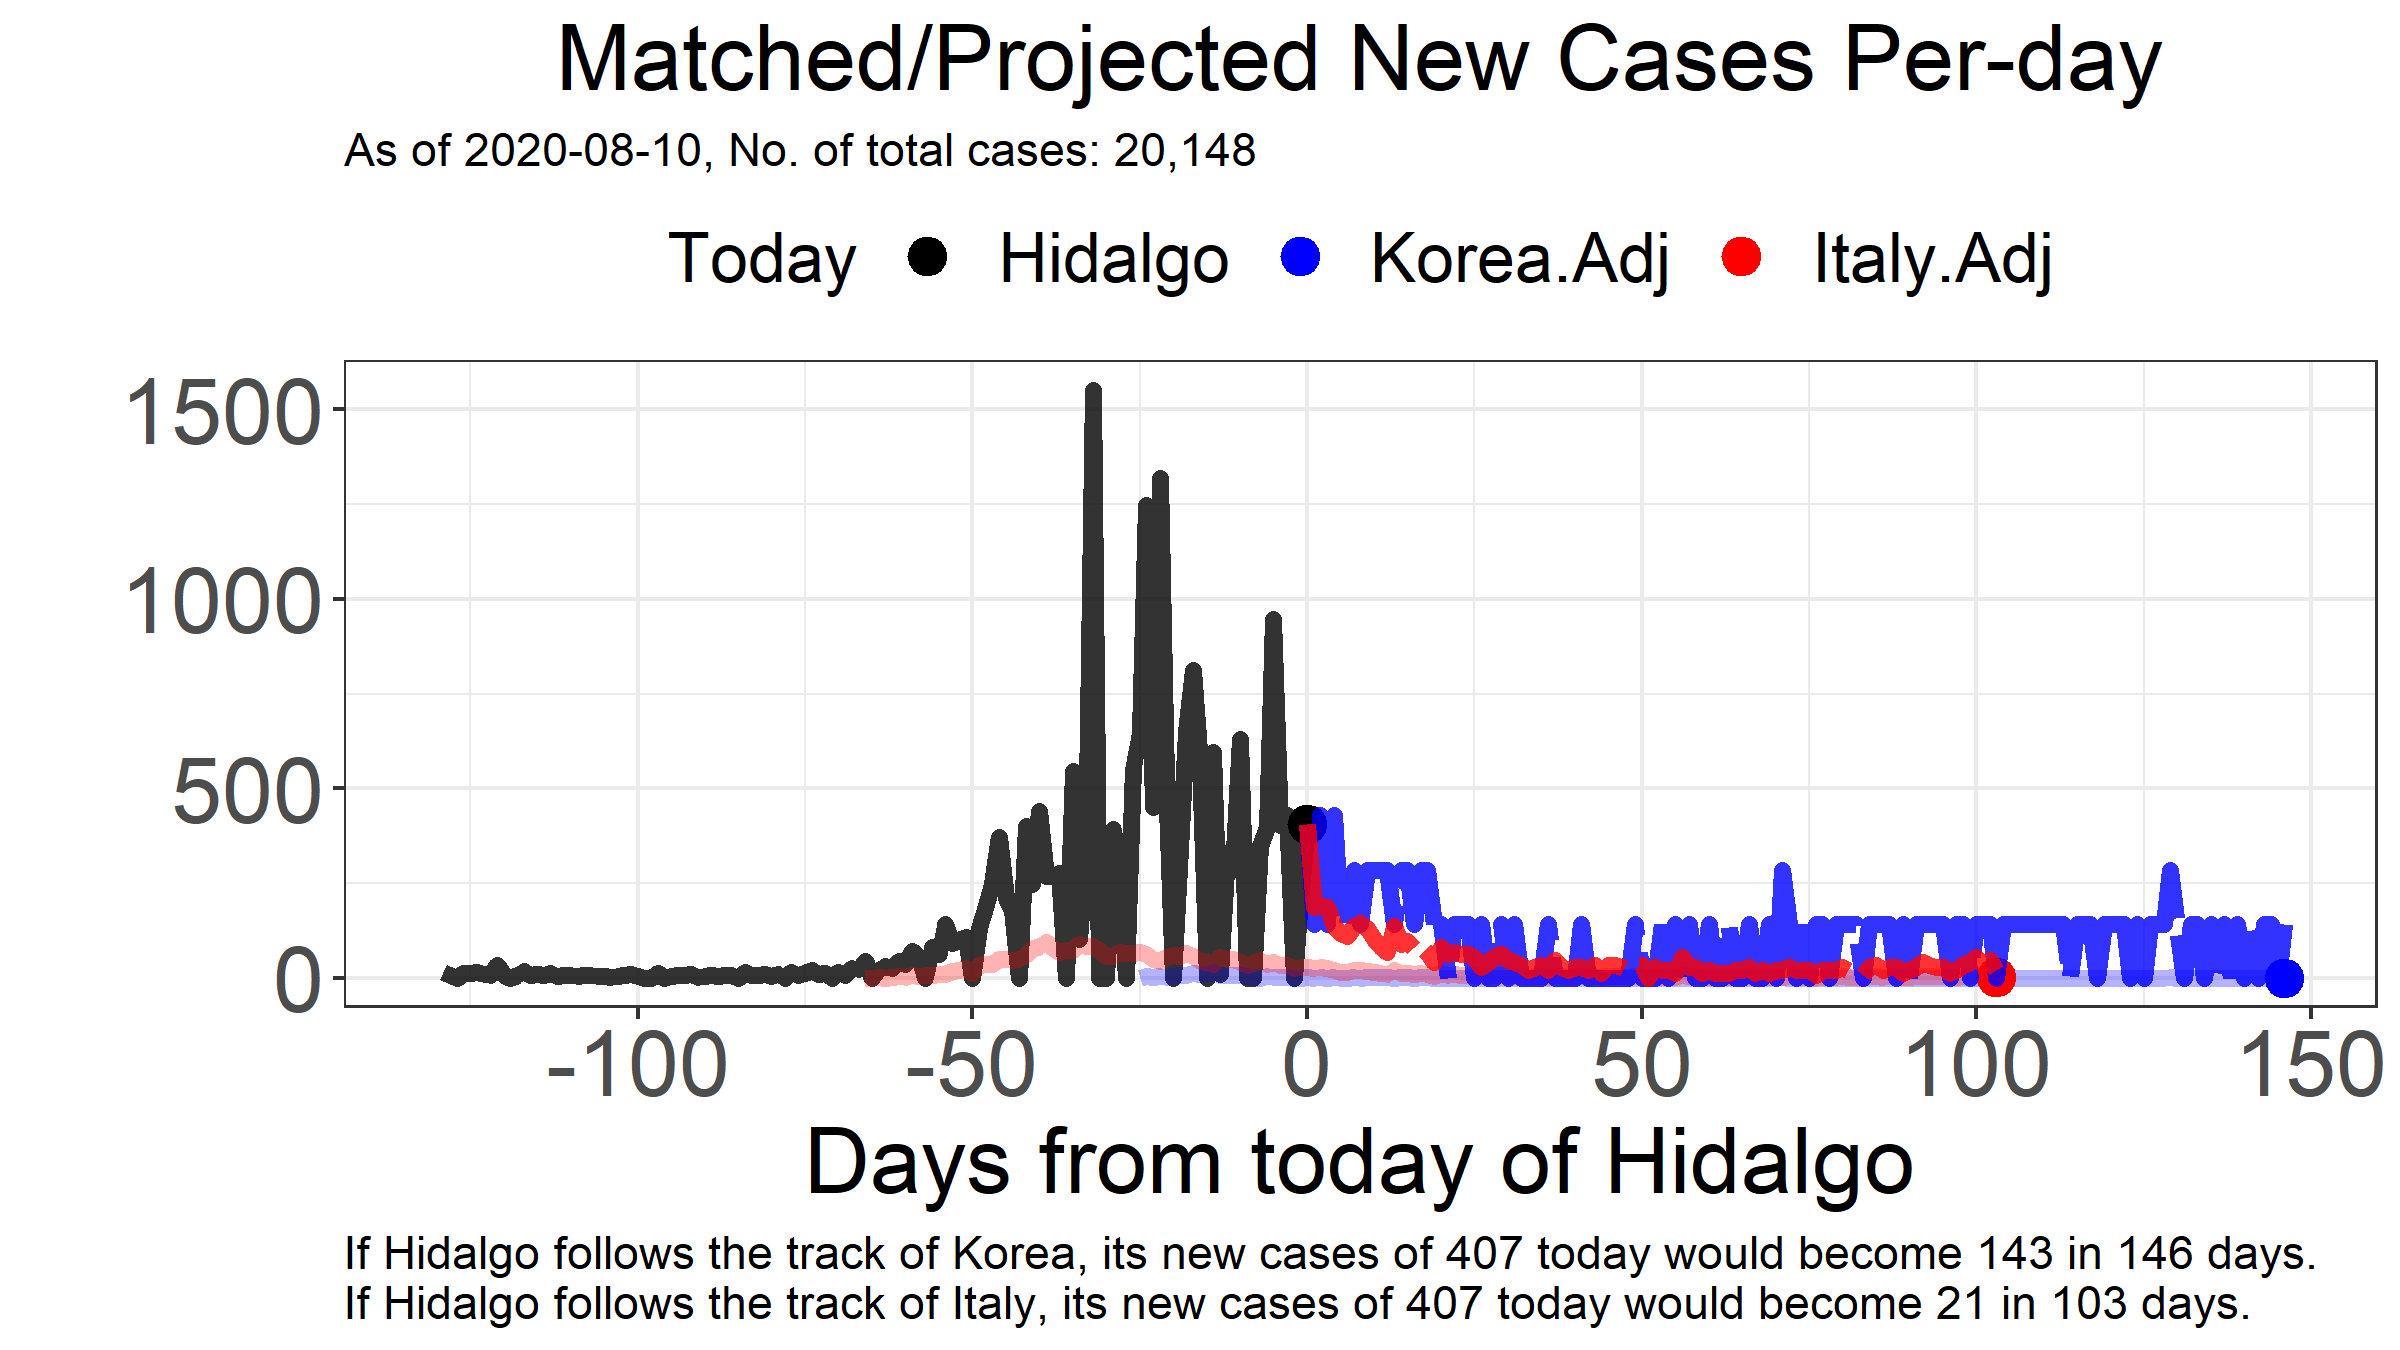 Matched/Projected New Cases Per-day
As of 2020-08-10, No. of total cases: 20,148
Today Hidalgo Korea.Adj Italy.Adj
1500
1000
500
0
-100 -50 0 50 100 150
Days from today of Hidalgo
If Hidalgo follows the track of Korea, its new cases of 407 today would become 143 in 146 days.
If Hidalgo follows the track of Italy, its new cases of 407 today would become 21 in 103 days.